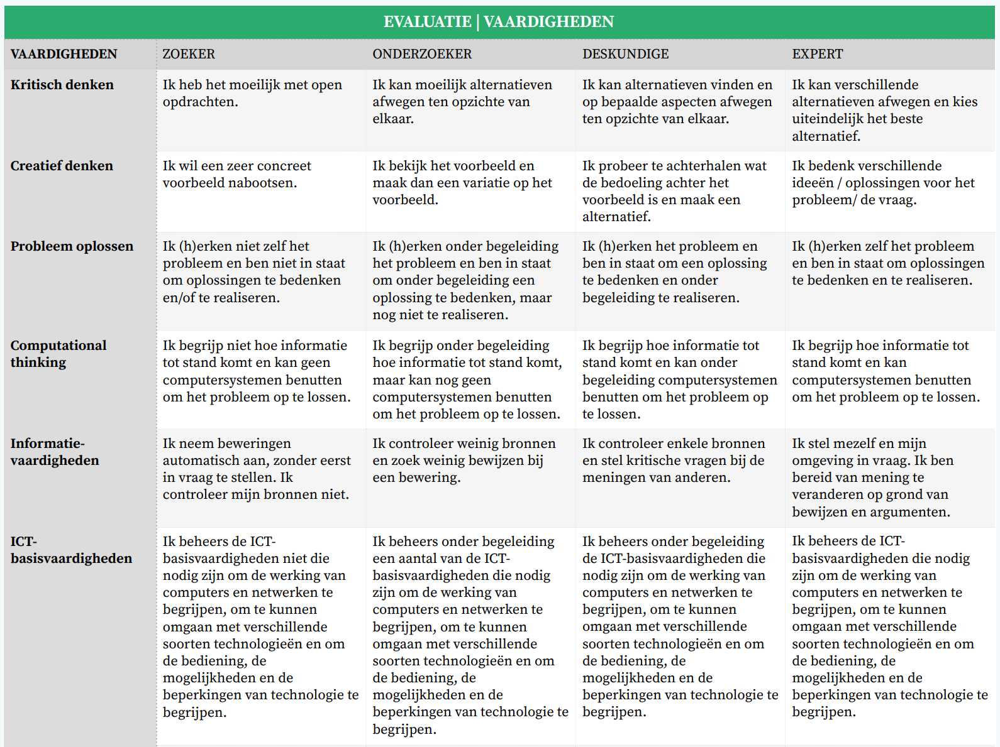 EVALUATIE | VAARDIGHEDEN
VAARDIGHEDEN
ZOEKER
ONDERZOEKER
DESKUNDIGE
EXPERT
Kritisch denken
Ik heb het moeilijk met open
opdrachten.
Ik kan moeilijk alternatieven
afwegen ten opzichte van
elkaar.
Ik kan alternatieven vinden en
op bepaalde aspecten afwegen
ten opzichte van elkaar.
Ik kan verschillende
alternatieven afwegen en kies
uiteindelijk het beste
alternatief.
Creatief denken
Ik wil een zeer concreet
voorbeeld nabootsen.
Ik bekijk het voorbeeld en
maak dan een variatie op het
voorbeeld.
Ik probeer te achterhalen wat
de bedoeling achter het
voorbeeld is en maak een
alternatief.
Ik bedenk verschillende
ideeën / oplossingen voor het
probleem/ de vraag.
Probleem oplossen
Ik (h)erken niet zelf het
probleem en ben niet in staat
om oplossingen te bedenken
en/of te realiseren.
Ik (h)erken onder begeleiding
het probleem en ben in staat
om onder begeleiding een
oplossing te bedenken, maar
nog niet te realiseren.
Ik (h)erken het probleem en
ben in staat om een oplossing
te bedenken en onder
begeleiding te realiseren.
Ik (h)erken zelf het probleem
en ben in staat om oplossingen
te bedenken en te realiseren.
Computational
thinking
Ik begrijp niet hoe informatie
tot stand komt en kan geen
computersystemen benutten
om het probleem op te lossen.
Ik begrijp onder begeleiding
hoe informatie tot stand komt,
maar kan nog geen
computersystemen benutten
om het probleem op te lossen.
Ik begrijp hoe informatie tot
stand komt en kan onder
begeleiding computersystemen
benutten om het probleem op
te lossen.
Ik begrijp hoe informatie tot
stand komt en kan
computersystemen benutten
om het probleem op te lossen.
Informatie-
vaardigheden
Ik neem beweringen
automatisch aan, zonder eerst
in vraag te stellen. Ik
controleer mijn bronnen niet.
Ik controleer weinig bronnen
en zoek weinig bewijzen bij
een bewering.
Ik controleer enkele bronnen
en stel kritische vragen bij de
meningen van anderen.
Ik stel mezelf en mijn
omgeving in vraag. Ik ben
bereid van mening te
veranderen op grond van
bewijzen en argumenten.
ICT-
basisvaardigheden
Ik beheers de ICT-
basisvaardigheden niet die
nodig zijn om de werking van
computers en netwerken te
begrijpen, om te kunnen
omgaan met verschillende
soorten technologieën en om
de bediening, de
mogelijkheden en de
beperkingen van technologie te
begrijpen.
Ik beheers onder begeleiding
een aantal van de ICT-
basisvaardigheden die nodig
zijn om de werking van
computers en netwerken te
begrijpen, om te kunnen
omgaan met verschillende
soorten technologieën en om
de bediening, de
mogelijkheden en de
beperkingen van technologie te
begrijpen.
Ik beheers onder begeleiding
de ICT-basisvaardigheden die
nodig zijn om de werking van
computers en netwerken te
begrijpen, om te kunnen
omgaan met verschillende
soorten technologieën en om
de bediening, de
mogelijkheden en de
beperkingen van technologie te
begrijpen.
Ik beheers de ICT-
basisvaardigheden die nodig
zijn om de werking van
computers en netwerken te
begrijpen, om te kunnen
omgaan met verschillende
soorten technologieën en om
de bediening, de
mogelijkheden en de
beperkingen van technologie te
begrijpen.